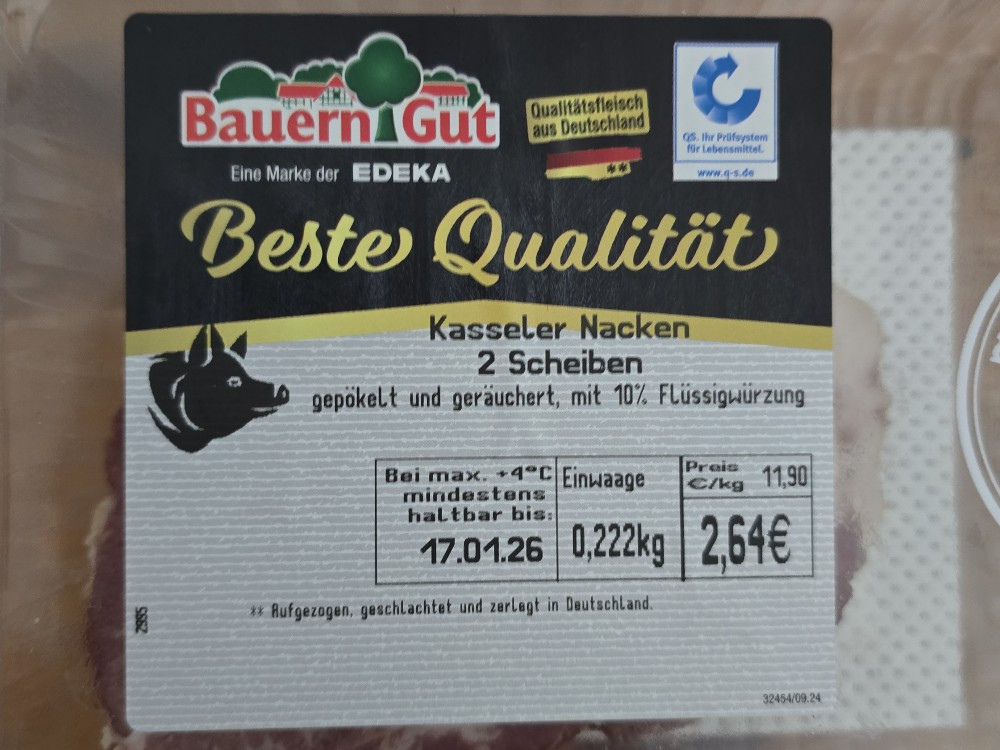 Bauern Gut
Eine Marke der EDEKA
Qualitätsfleisch
aus Deutschland
**
QS. Ihr Prüfsystem
für Lebensmittel.
www.q-s.de
Beste Qualität
Kasseler Nacken
2 Scheiben
gepökelt und geräuchert, mit 10% Flüssigwürzung
Bei max. +4°C
mindestens
haltbar bis:
17.01.26
Einwaage
0,222kg
Preis
€/kg 11,90
2,64€
** Aufgezogen, geschlachtet und zerlegt in Deutschland.
2985
32454/09.24